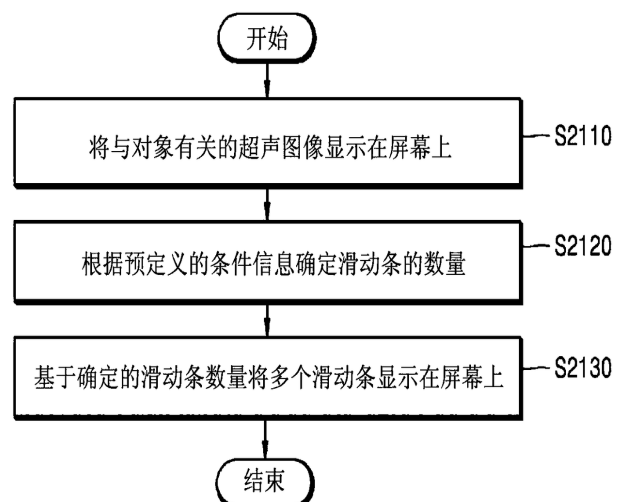 开始
将与对象有关的超声图像显示在屏幕上
S2110
根据预定义的条件信息确定滑动条的数量
S2120
基于确定的滑动条数量将多个滑动条显示在屏幕上
S2130
结束